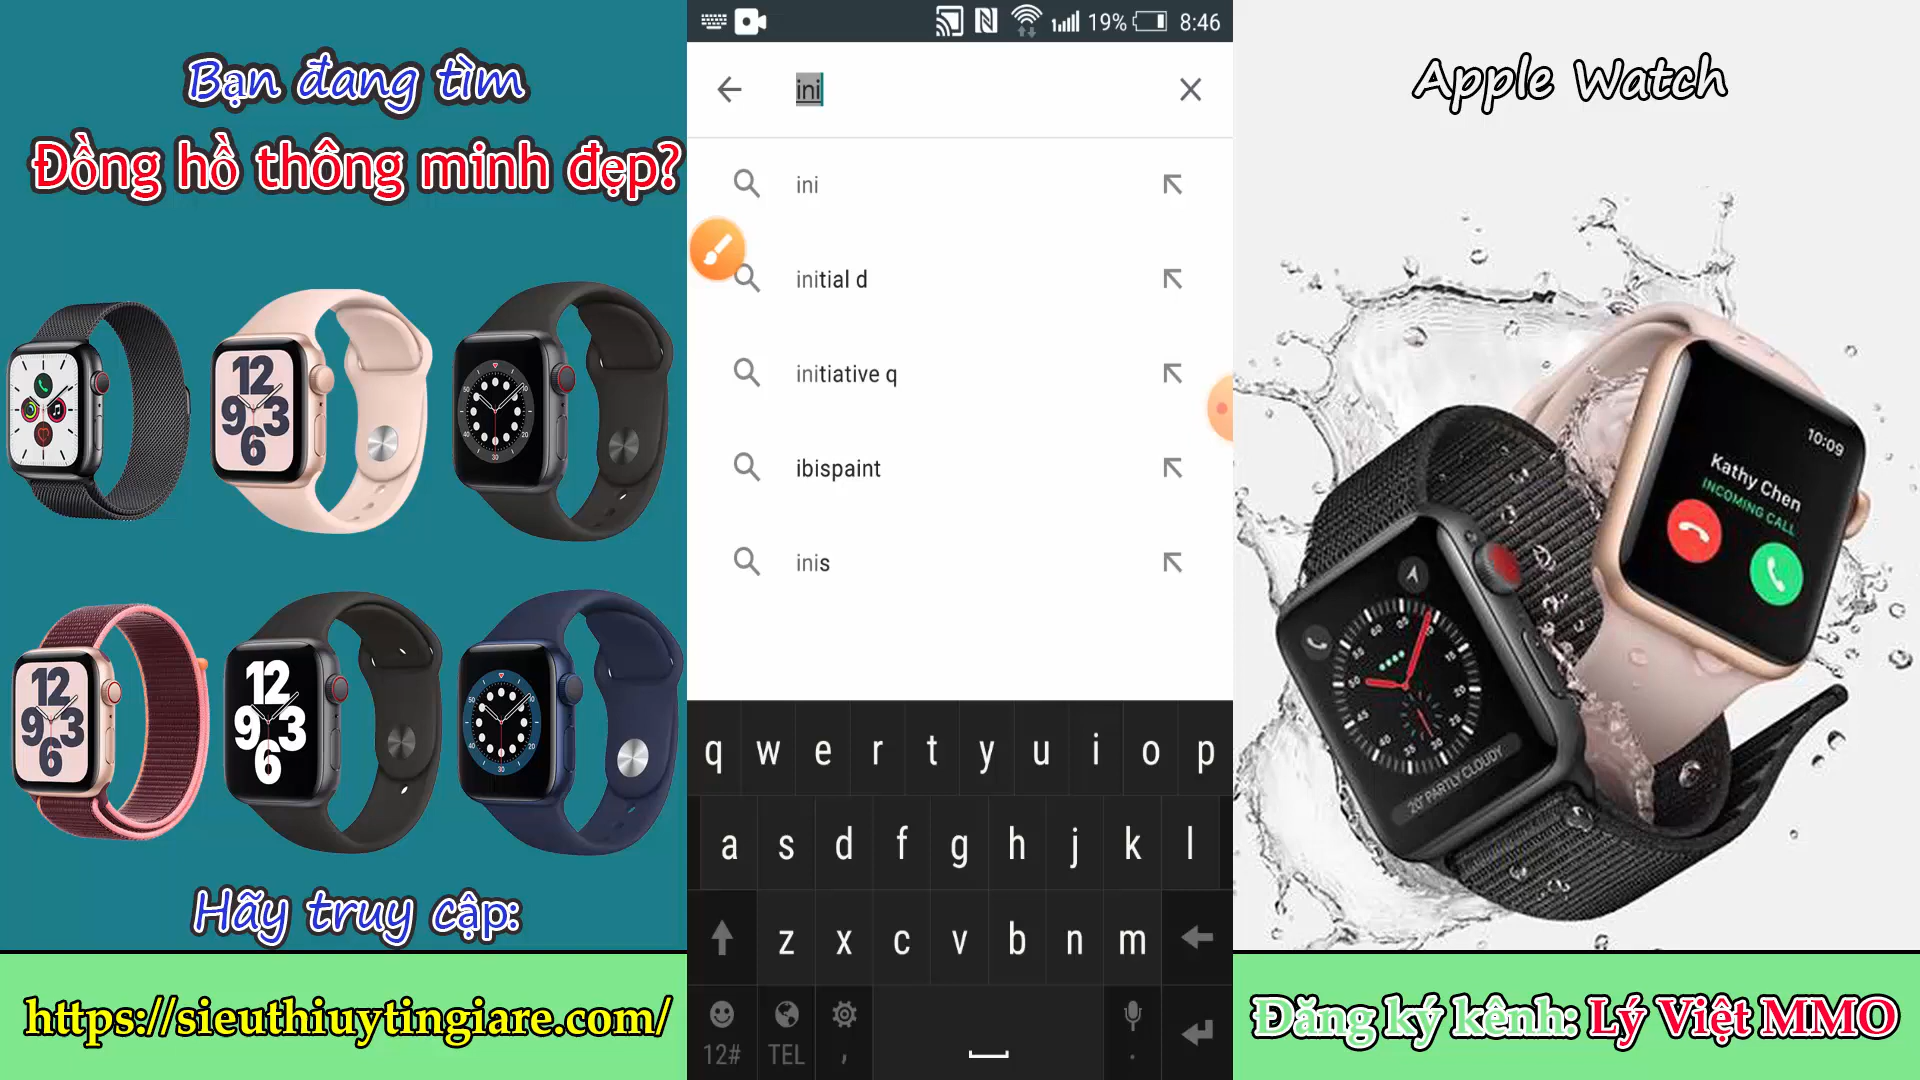 Bạn đang tìm
Đồng hồ thông minh đẹp?
Hãy truy cập:
https://sieuthiuytingiare.com/
19% 8:46
ini
ini
initial d
initiative q
ibispaint
inis
q w e r t y u i o p
a s d f g h j k l
z x c v b n m
12# TEL , .
Apple Watch
10:09
Kathy Chen
INCOMING CALL
20° PARTLY CLOUDY
Đăng ký kênh: Lý Việt MMO